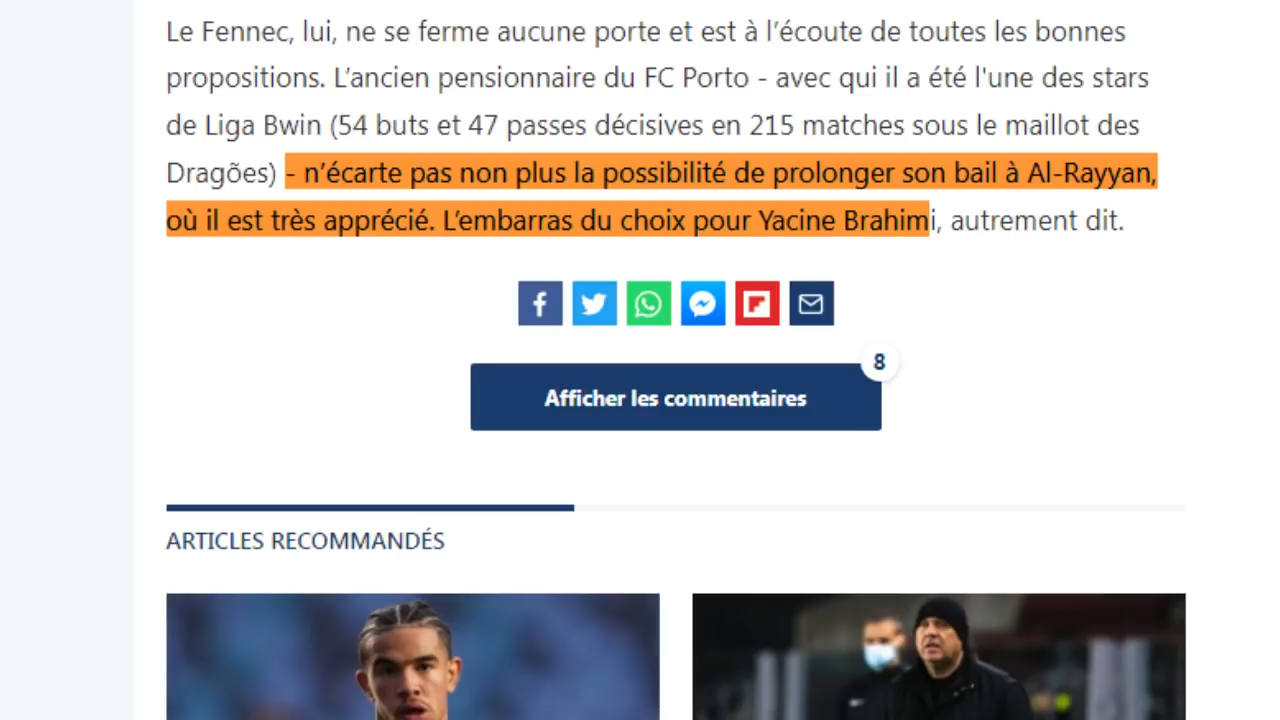 Le Fennec, lui, ne se ferme aucune porte et est à l’écoute de toutes les bonnes
propositions. L’ancien pensionnaire du FC Porto - avec qui il a été l'une des stars
de Liga Bwin (54 buts et 47 passes décisives en 215 matches sous le maillot des
Dragões) - n’écarte pas non plus la possibilité de prolonger son bail à Al-Rayyan,
où il est très apprécié. L’embarras du choix pour Yacine Brahimi, autrement dit.
8
Afficher les commentaires
ARTICLES RECOMMANDÉS